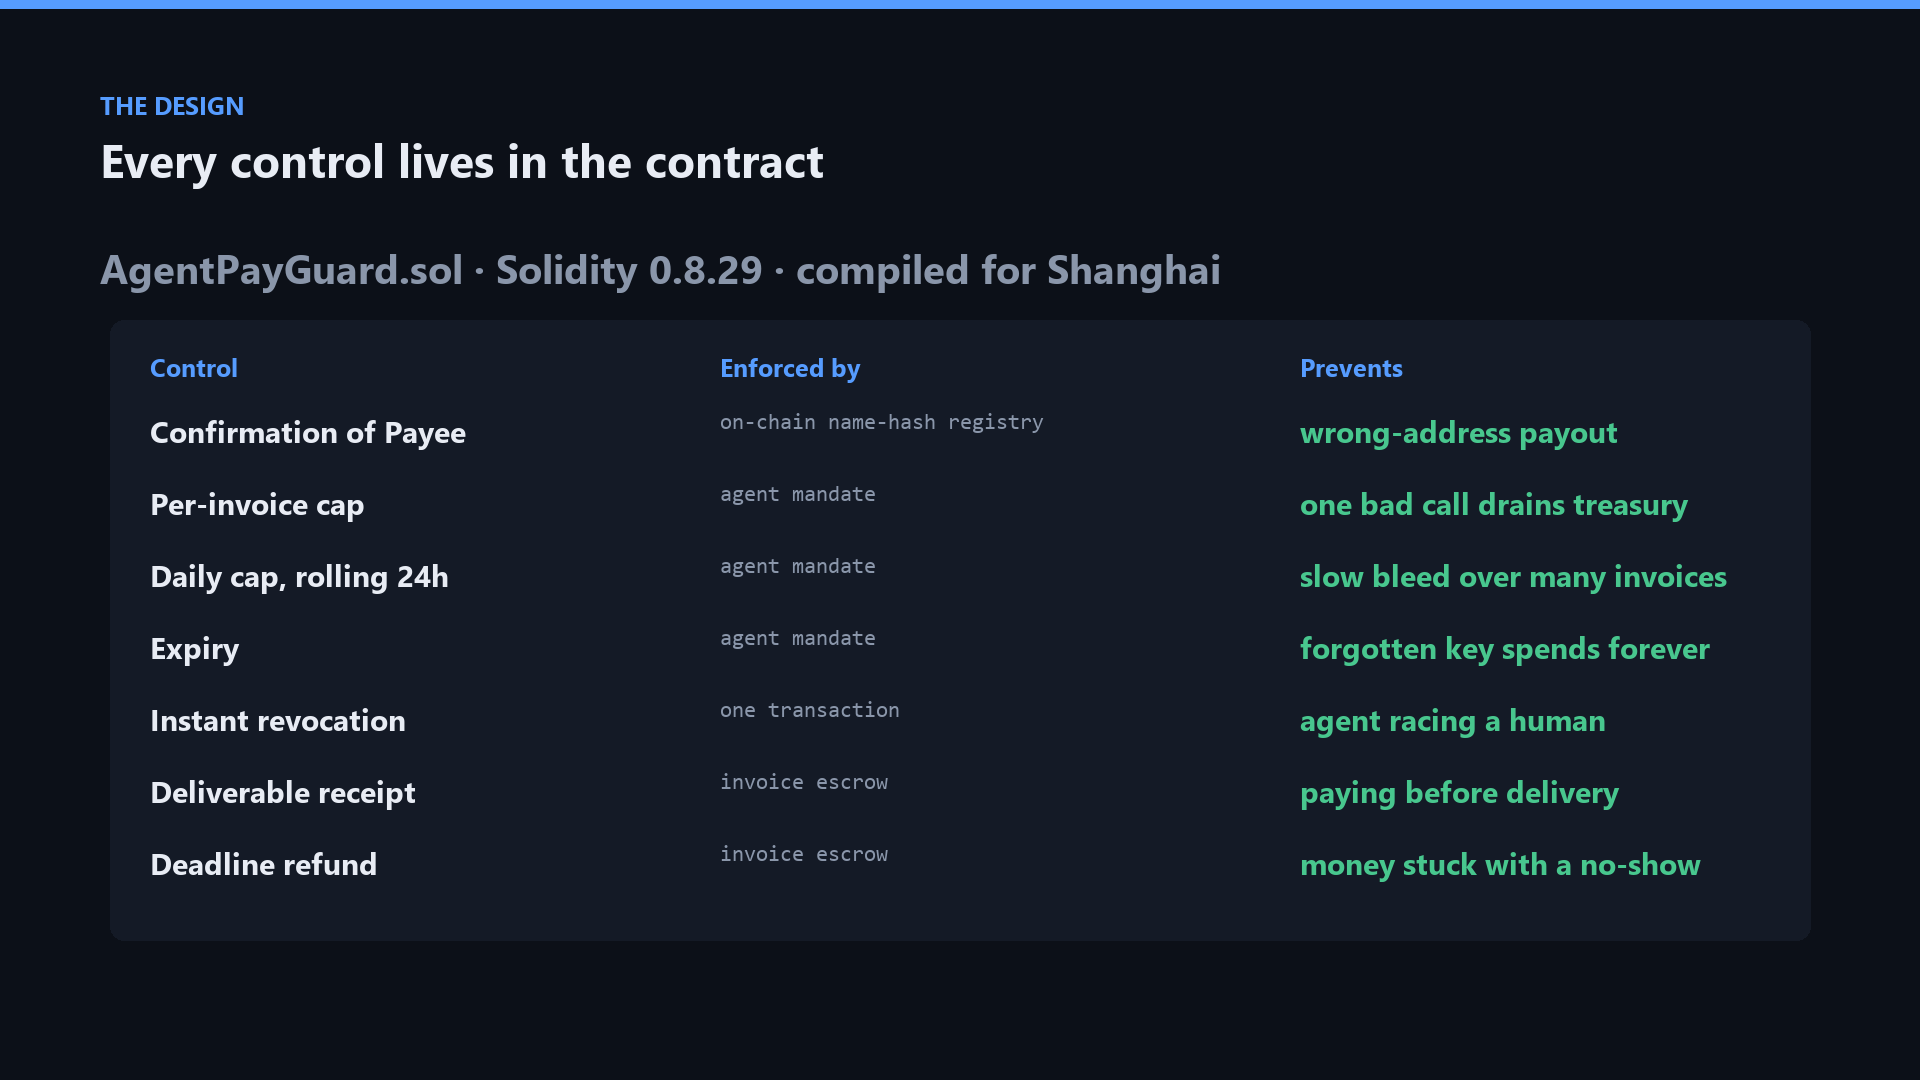 THE DESIGN
Every control lives in the contract
AgentPayGuard.sol · Solidity 0.8.29 · compiled for Shanghai
Control Enforced by Prevents
Confirmation of Payee on-chain name-hash registry wrong-address payout
Per-invoice cap agent mandate one bad call drains treasury
Daily cap, rolling 24h agent mandate slow bleed over many invoices
Expiry agent mandate forgotten key spends forever
Instant revocation one transaction agent racing a human
Deliverable receipt invoice escrow paying before delivery
Deadline refund invoice escrow money stuck with a no-show